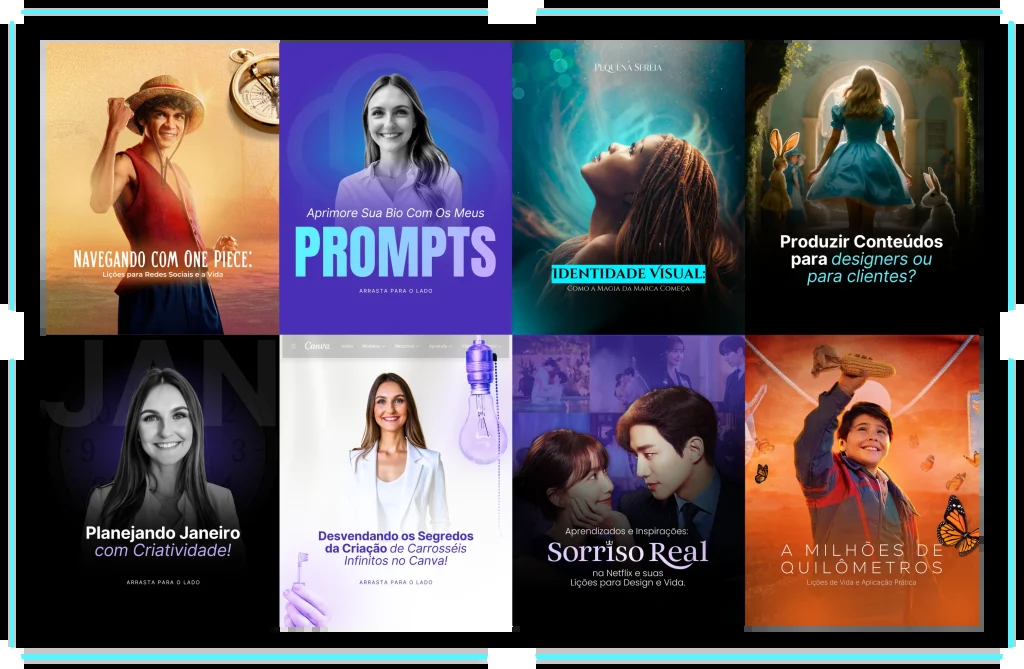 Navegando com One Piece:
Lições para Redes Sociais e a Vida
Aprimore Sua Bio Com Os Meus
PROMPTS
ARRASTA PARA O LADO
Pequena Sereia
Identidade Visual:
Como a Magia da Marca Começa
Produzir Conteúdos
para designers ou
para clientes?
JAN
9 3
Planejando Janeiro
com Criatividade!
ARRASTA PARA O LADO
Canva
Desvendando os Segredos
da Criação de Carrosséis
Infinitos no Canva!
ARRASTA PARA O LADO
Aprendizados e Inspirações:
Sorriso Real
na Netflix e suas
Lições para Design e Vida.
A MILHÕES DE
QUILÔMETROS
Lições de Vida e Aplicação Prática